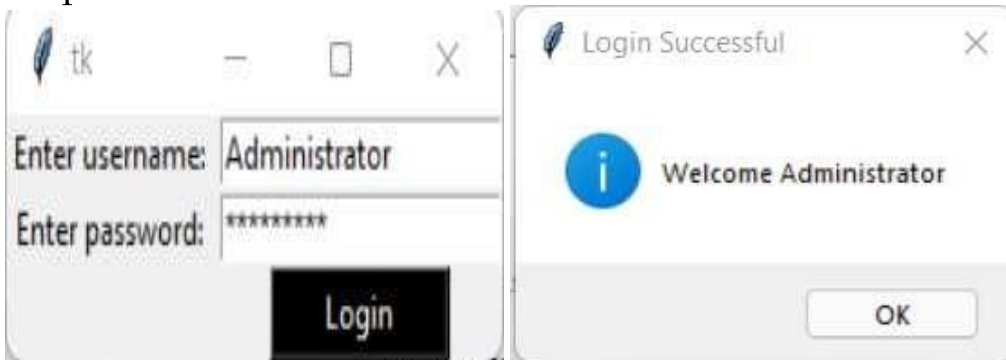 tk
Enter username: Administrator
Enter password: *********
Login
Login Successful
Welcome Administrator
OK